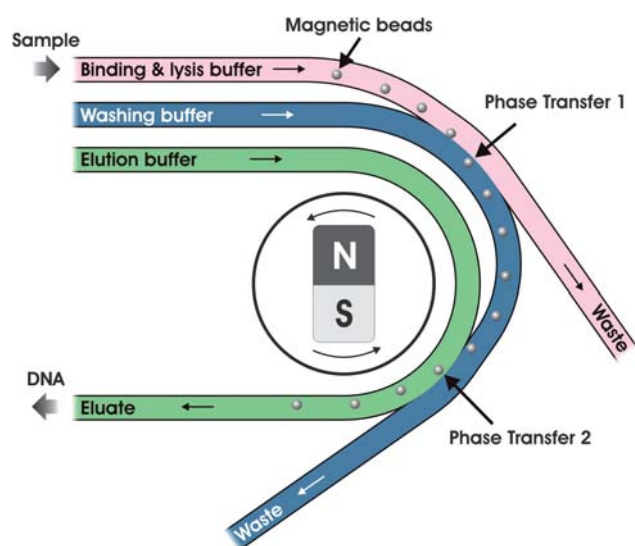 Magnetic beads
Sample
Binding & lysis buffer
Phase Transfer 1
Washing buffer
Elution buffer
N
S
Waste
DNA
Eluate
Phase Transfer 2
Waste